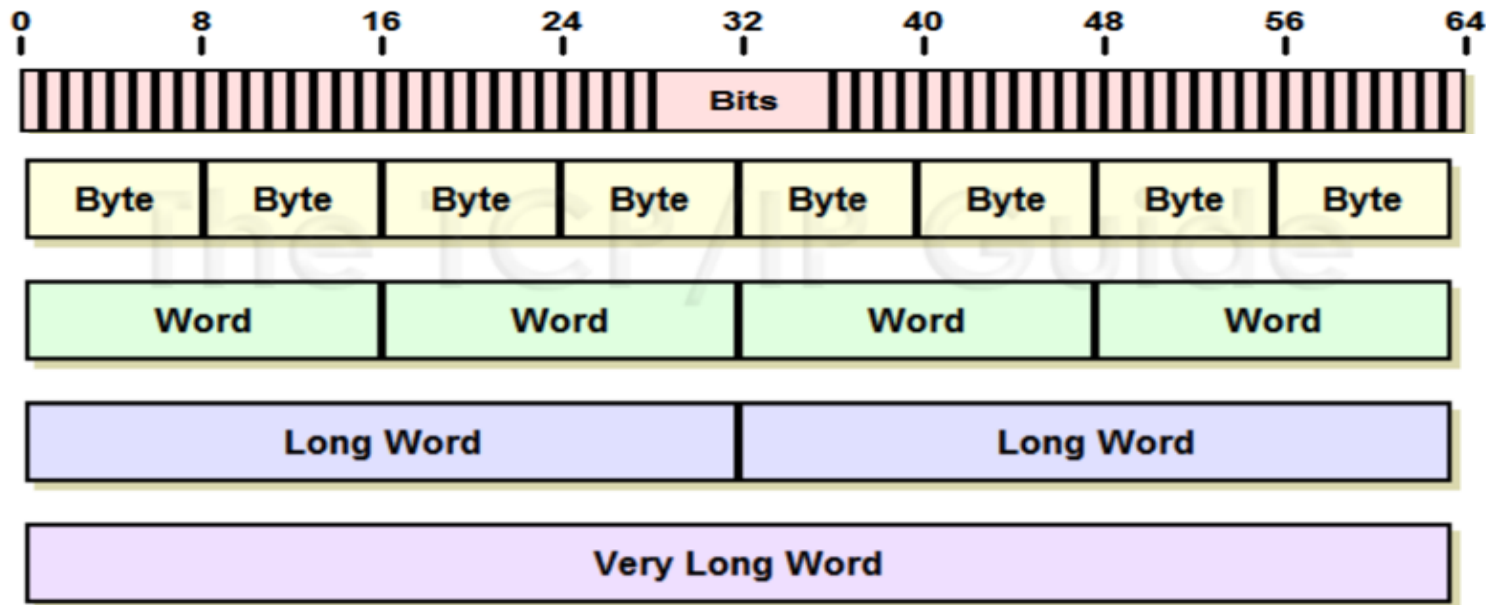 0 8 16 24 32 40 48 56 64
Bits
Byte Byte Byte Byte Byte Byte Byte Byte
The TCP/IP Guide
Word Word Word Word
Long Word Long Word
Very Long Word